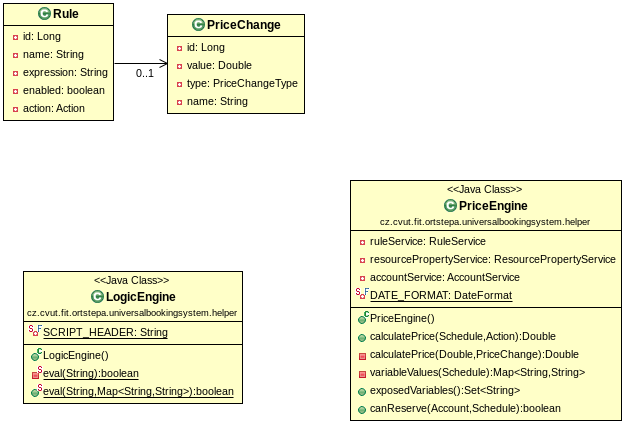 Rule
id: Long
name: String
expression: String
enabled: boolean
action: Action
0..1
PriceChange
id: Long
value: Double
type: PriceChangeType
name: String
<<Java Class>>
LogicEngine
cz.cvut.fit.ortstepa.universalbookingsystem.helper
SCRIPT_HEADER: String
LogicEngine()
eval(String):boolean
eval(String,Map<String,String>):boolean
<<Java Class>>
PriceEngine
cz.cvut.fit.ortstepa.universalbookingsystem.helper
ruleService: RuleService
resourcePropertyService: ResourcePropertyService
accountService: AccountService
DATE_FORMAT: DateFormat
PriceEngine()
calculatePrice(Schedule,Action):Double
calculatePrice(Double,PriceChange):Double
variableValues(Schedule):Map<String,String>
exposedVariables():Set<String>
canReserve(Account,Schedule):boolean